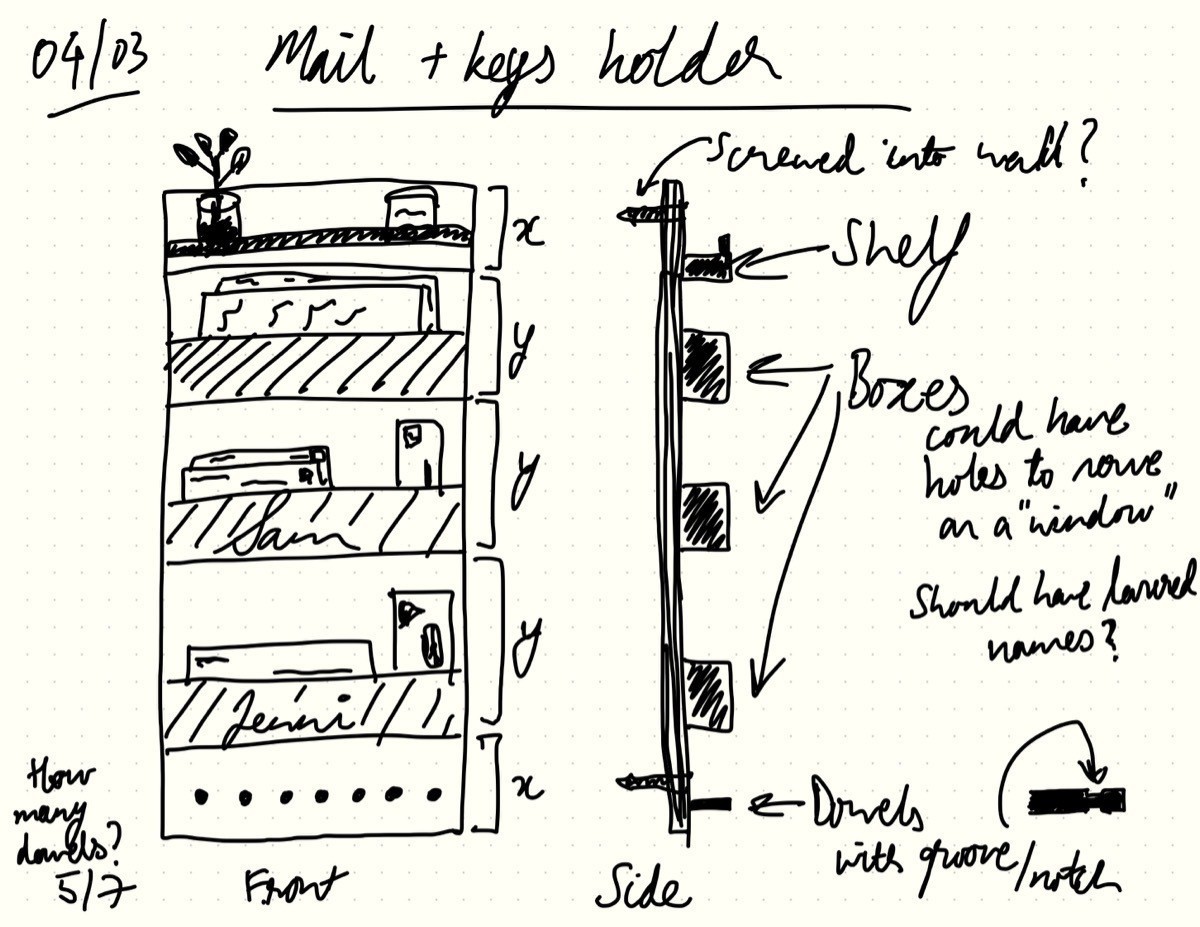 04/03
Mail + keys holder
Screwed into wall?
x
Shelf
y
Boxes
could have
holes to serve
as a "window"
y
Sam
Should have
names?
y
Jenni
x
How
many
dowels?
5/7
Dowels
with groove/notch
Front
Side